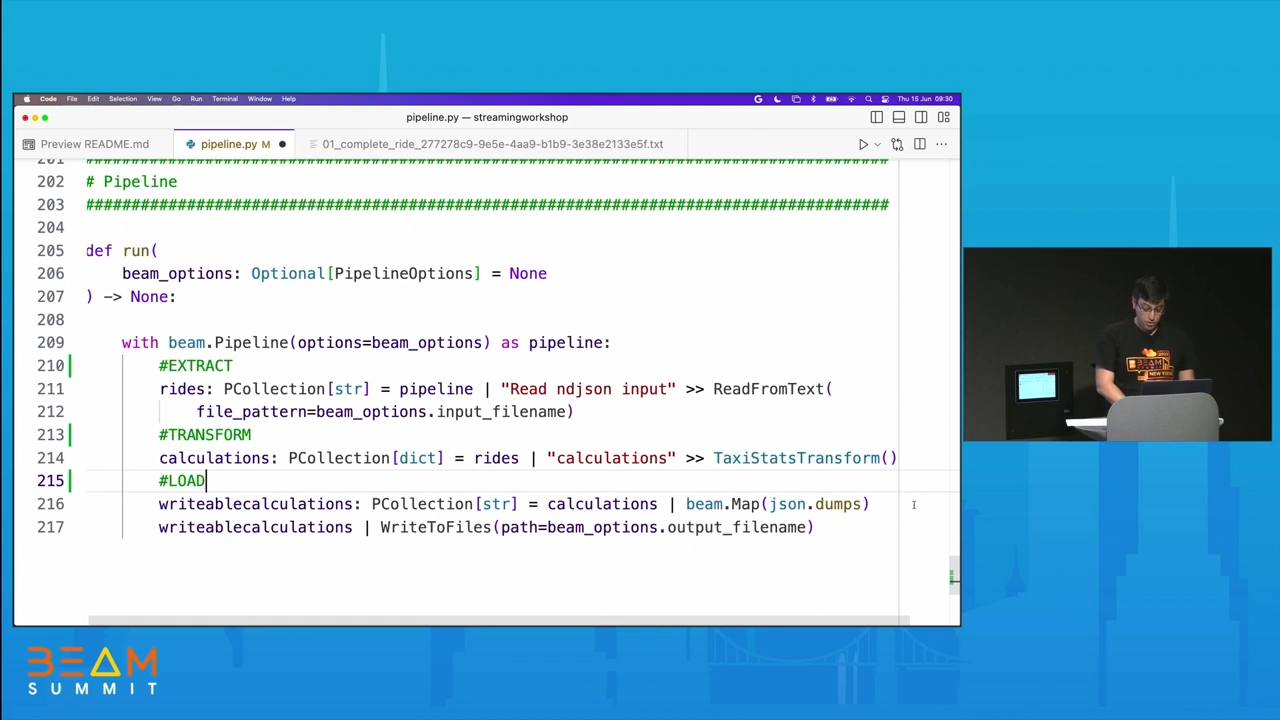 Code File Edit Selection View Go Run Terminal Window Help Thu 15 Jun 09:30
pipeline.py — streamingworkshop
Preview README.md pipeline.py M 01_complete_ride_277278c9-9e5e-4aa9-b1b9-3e38e2133e5f.txt
201 ########################################################################################
202 # Pipeline
203 ########################################################################################
204
205 def run(
206 beam_options: Optional[PipelineOptions] = None
207 ) -> None:
208
209 with beam.Pipeline(options=beam_options) as pipeline:
210 #EXTRACT
211 rides: PCollection[str] = pipeline | "Read ndjson input" >> ReadFromText(
212 file_pattern=beam_options.input_filename)
213 #TRANSFORM
214 calculations: PCollection[dict] = rides | "calculations" >> TaxiStatsTransform()
215 #LOAD
216 writeablecalculations: PCollection[str] = calculations | beam.Map(json.dumps)
217 writeablecalculations | WriteToFiles(path=beam_options.output_filename)
BEAM
SUMMIT
NEW YORK
BEAM
SUMMIT